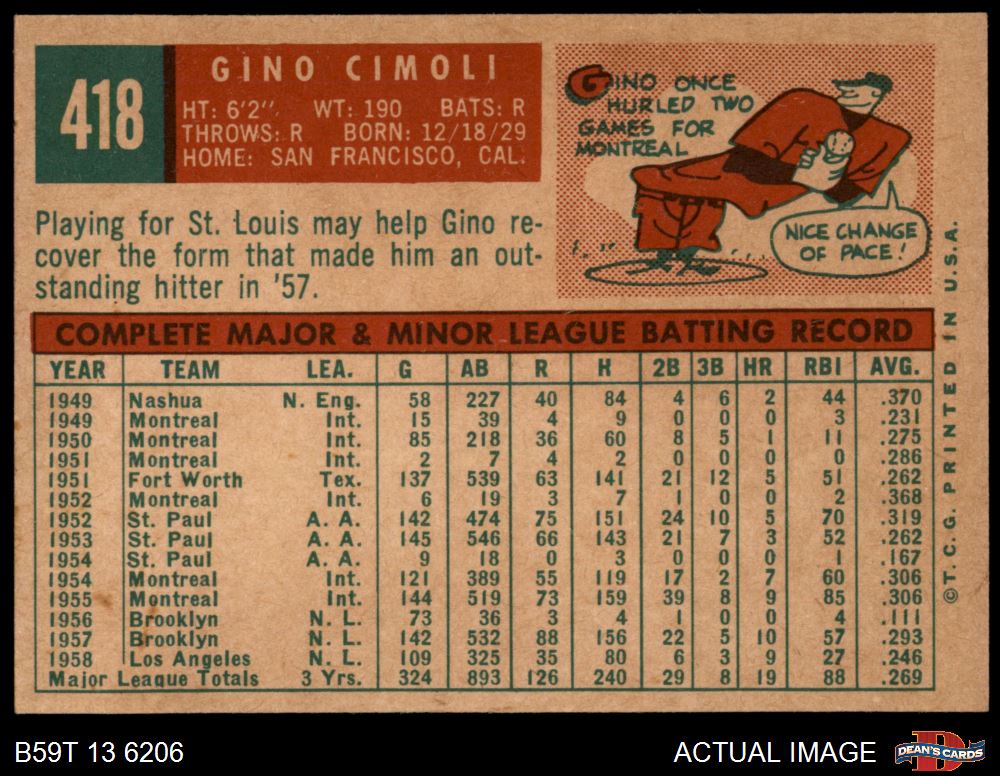 418
GINO CIMOLI
HT: 6'2" WT: 190 BATS: R
THROWS: R BORN: 12/18/29
HOME: SAN FRANCISCO, CAL.
GINO ONCE
HURLED TWO
GAMES FOR
MONTREAL
NICE CHANGE
OF PACE!
Playing for St. Louis may help Gino re-
cover the form that made him an out-
standing hitter in '57.
COMPLETE MAJOR & MINOR LEAGUE BATTING RECORD
YEAR TEAM LEA. G AB R H 2B 3B HR RBI AVG.
1949 Nashua N. Eng. 58 227 40 84 4 6 2 44 .370
1949 Montreal Int. 15 39 4 9 0 0 0 3 .231
1950 Montreal Int. 85 218 36 60 8 5 1 11 .275
1951 Montreal Int. 2 7 4 2 0 0 0 0 .286
1951 Fort Worth Tex. 137 539 63 141 21 12 5 51 .262
1952 Montreal Int. 6 19 3 7 1 0 0 2 .368
1952 St. Paul A. A. 142 474 75 151 24 10 5 70 .319
1953 St. Paul A. A. 145 546 66 143 21 7 3 52 .262
1954 St. Paul A. A. 9 18 0 3 0 0 0 1 .167
1954 Montreal Int. 121 389 55 119 17 2 7 60 .306
1955 Montreal Int. 144 519 73 159 39 8 9 85 .306
1956 Brooklyn N. L. 73 36 3 4 1 0 0 4 .111
1957 Brooklyn N. L. 142 532 88 156 22 5 10 57 .293
1958 Los Angeles N. L. 109 325 35 80 6 3 9 27 .246
Major League Totals 3 Yrs. 324 893 126 240 29 8 19 88 .269
©T. C. G. PRINTED IN U.S.A.
B59T 13 6206
ACTUAL IMAGE
D
DEAN'S CARDS